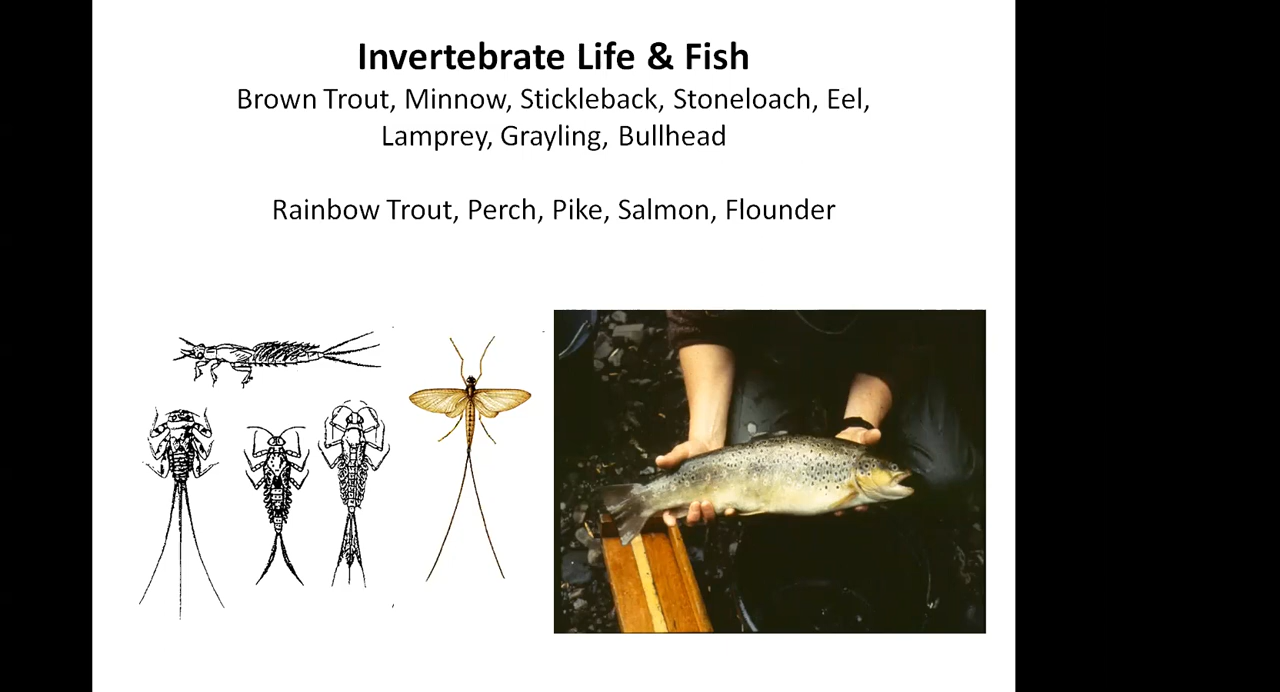 Invertebrate Life & Fish
Brown Trout, Minnow, Stickleback, Stoneloach, Eel,
Lamprey, Grayling, Bullhead
Rainbow Trout, Perch, Pike, Salmon, Flounder